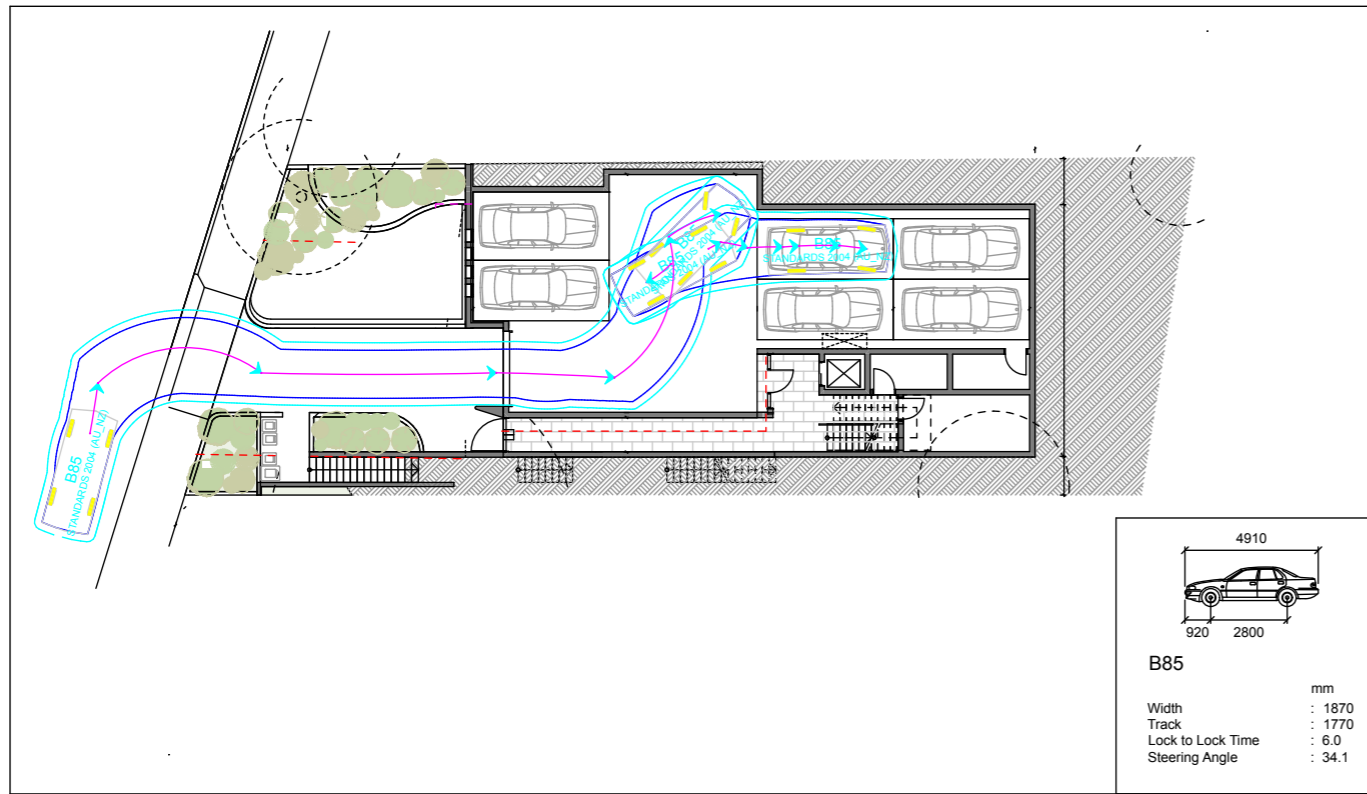 B85
STANDARDS 2004 (AU_NZ)
B85
STANDARDS 2004 (AU_NZ)
B85
B85
STANDARDS 2004 (AU_NZ)
4910
920
2800
B85
mm
Width : 1870
Track : 1770
Lock to Lock Time : 6.0
Steering Angle : 34.1